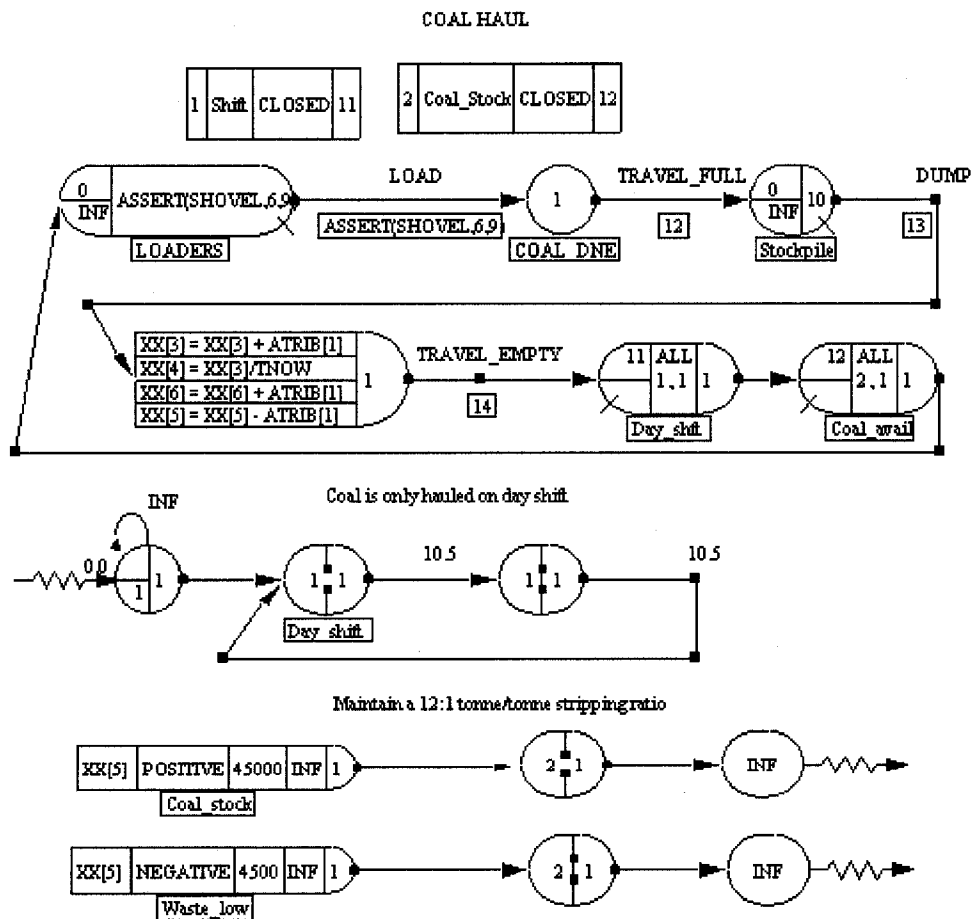 COAL HAUL
1 Shift CLOSED 11
2 Coal_Stock CLOSED 12
0 INF ASSERT(SHOVEL,6,9
LOADERS
LOAD
ASSERT(SHOVEL,6,9)
1
COAL_DNE
TRAVEL_FULL
12
0 INF 10
Stockpile
DUMP
13
XX[3] = XX[3] + ATRIB[1]
XX[4] = XX[3]/TNOW
XX[6] = XX[6] + ATRIB[1]
XX[5] = XX[5] - ATRIB[1]
1
TRAVEL_EMPTY
14
11 ALL 1,1 1
Day_shift
12 ALL 2,1 1
Coal_avail
Coal is only hauled on day shift
INF
0.0
1 1
1 1
Day_shift
10.5
1 1
10.5
Maintain a 12:1 tonne/tonne stripping ratio
XX[5] POSITIVE 45000 INF 1
Coal_stock
2 1
INF
XX[5] NEGATIVE 4500 INF 1
Waste_low
2 1
INF